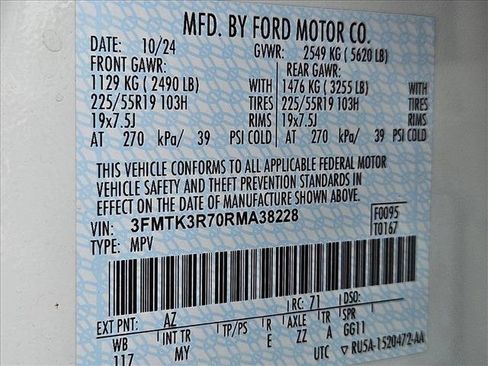 MFD. BY FORD MOTOR CO.
DATE: 10/24 GVWR: 2549 KG ( 5620 LB)
FRONT GAWR: REAR GAWR:
1129 KG ( 2490 LB) WITH 1476 KG ( 3255 LB) WITH
225/55R19 103H TIRES 225/55R19 103H TIRES
19x7.5J RIMS 19x7.5J RIMS
AT 270 kPa/ 39 PSI COLD AT 270 kPa/ 39 PSI COLD
THIS VEHICLE CONFORMS TO ALL APPLICABLE FEDERAL MOTOR
VEHICLE SAFETY AND THEFT PREVENTION STANDARDS IN
EFFECT ON THE DATE OF MANUFACTURE SHOWN ABOVE.
VIN: 3FMTK3R70RMA38228 F0095
TYPE: MPV T0167
EXT PNT: AZ RC: 71 DSO:
WB INT TR TP/PS R AXLE TR SPR
117 MY E ZZ A GG11
UTC ▽ RU5A-1520472-AA